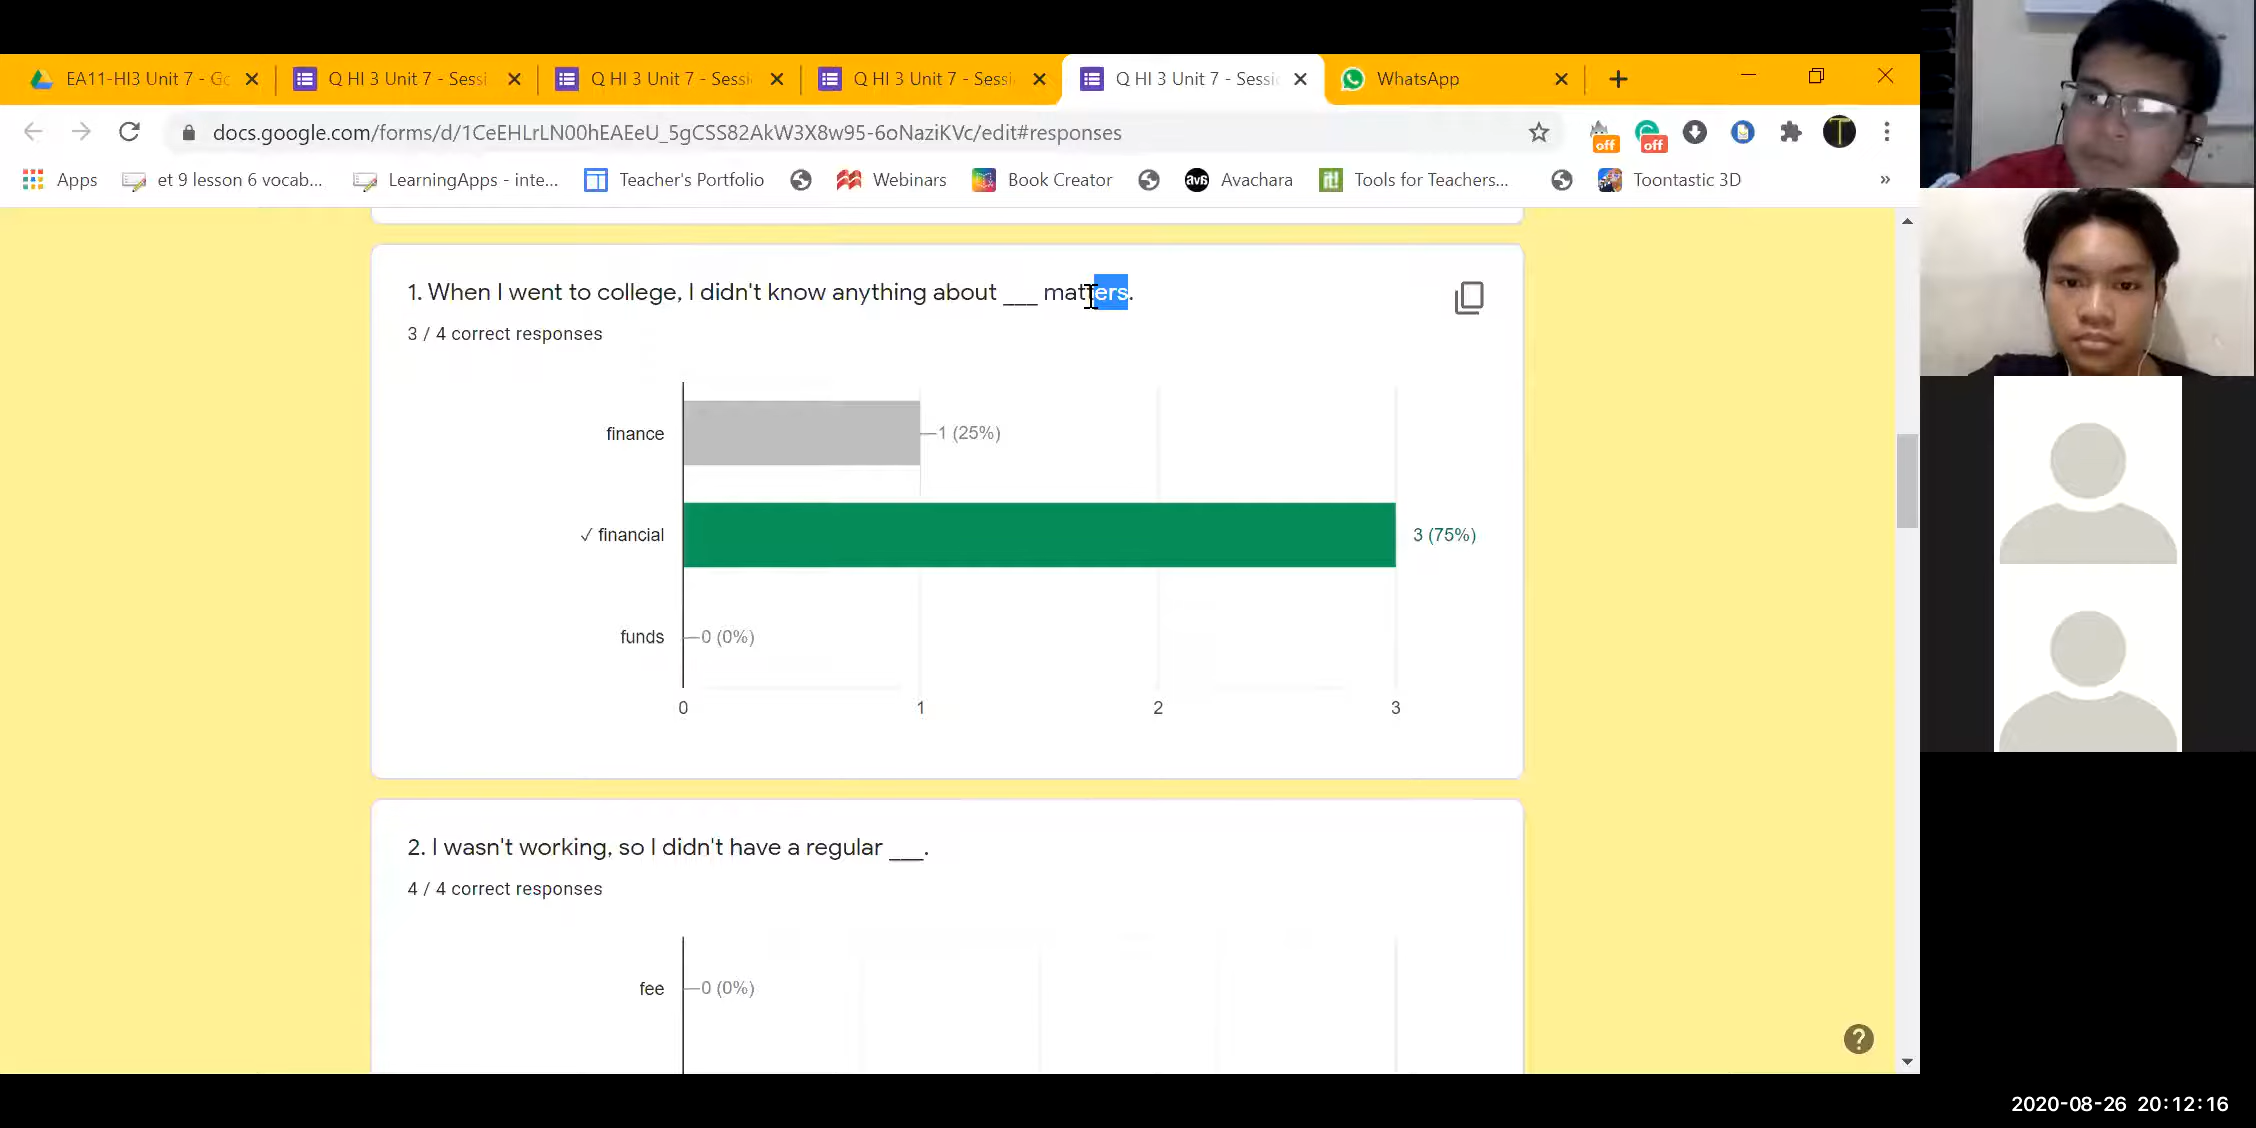 EA11-HI3 Unit 7 - Go
Q HI 3 Unit 7 - Sessi
Q HI 3 Unit 7 - Sessi
Q HI 3 Unit 7 - Sessi
Q HI 3 Unit 7 - Sessi
WhatsApp
docs.google.com/forms/d/1CeEHLrLN00hEAEeU_5gCSS82AkW3X8w95-6oNaziKVc/edit#responses
off
off
T
Apps
et 9 lesson 6 vocab...
LearningApps - inte...
Teacher's Portfolio
Webinars
Book Creator
Avachara
it!
Tools for Teachers...
Toontastic 3D
»
1. When I went to college, I didn't know anything about ___ matters.
3 / 4 correct responses
finance
1 (25%)
✓ financial
3 (75%)
funds
0 (0%)
0 1 2 3
2. I wasn't working, so I didn't have a regular ___.
4 / 4 correct responses
fee
0 (0%)
?
2020-08-26 20:12:16